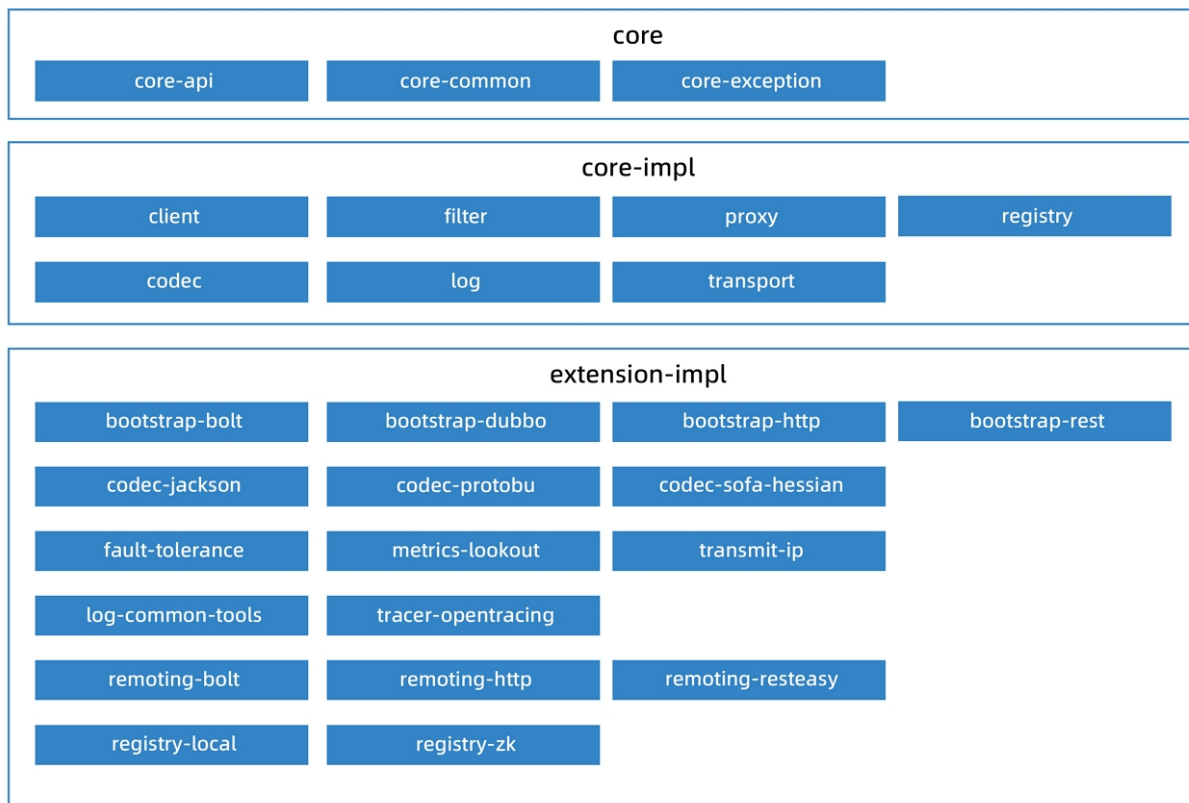 core
core-api core-common core-exception
core-impl
client filter proxy registry
codec log transport
extension-impl
bootstrap-bolt bootstrap-dubbo bootstrap-http bootstrap-rest
codec-jackson codec-protobu codec-sofa-hessian
fault-tolerance metrics-lookout transmit-ip
log-common-tools tracer-opentracing
remoting-bolt remoting-http remoting-resteasy
registry-local registry-zk